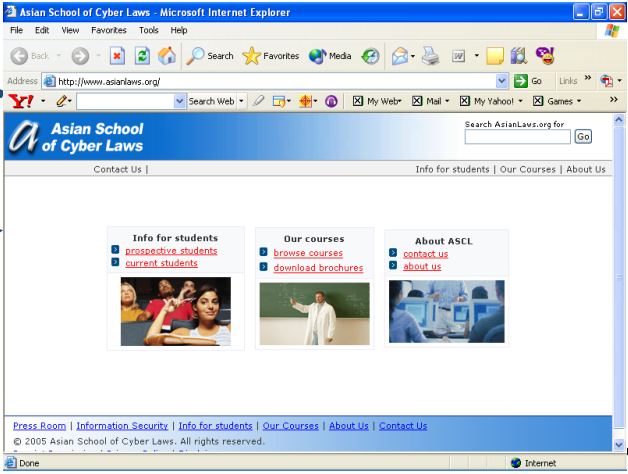 Asian School of Cyber Laws - Microsoft Internet Explorer
File Edit View Favorites Tools Help
Back Search Favorites Media
Address http://www.asianlaws.org/ Go Links
Y! Search Web My Web Mail My Yahoo! Games
Asian School
of Cyber Laws
Search AsianLaws.org for
Go
Contact Us | Info for students | Our Courses | About Us
Info for students
prospective students
current students
Our courses
browse courses
download brochures
About ASCL
contact us
about us
Press Room | Information Security | Info for students | Our Courses | About Us | Contact Us
© 2005 Asian School of Cyber Laws. All rights reserved.
Done Internet